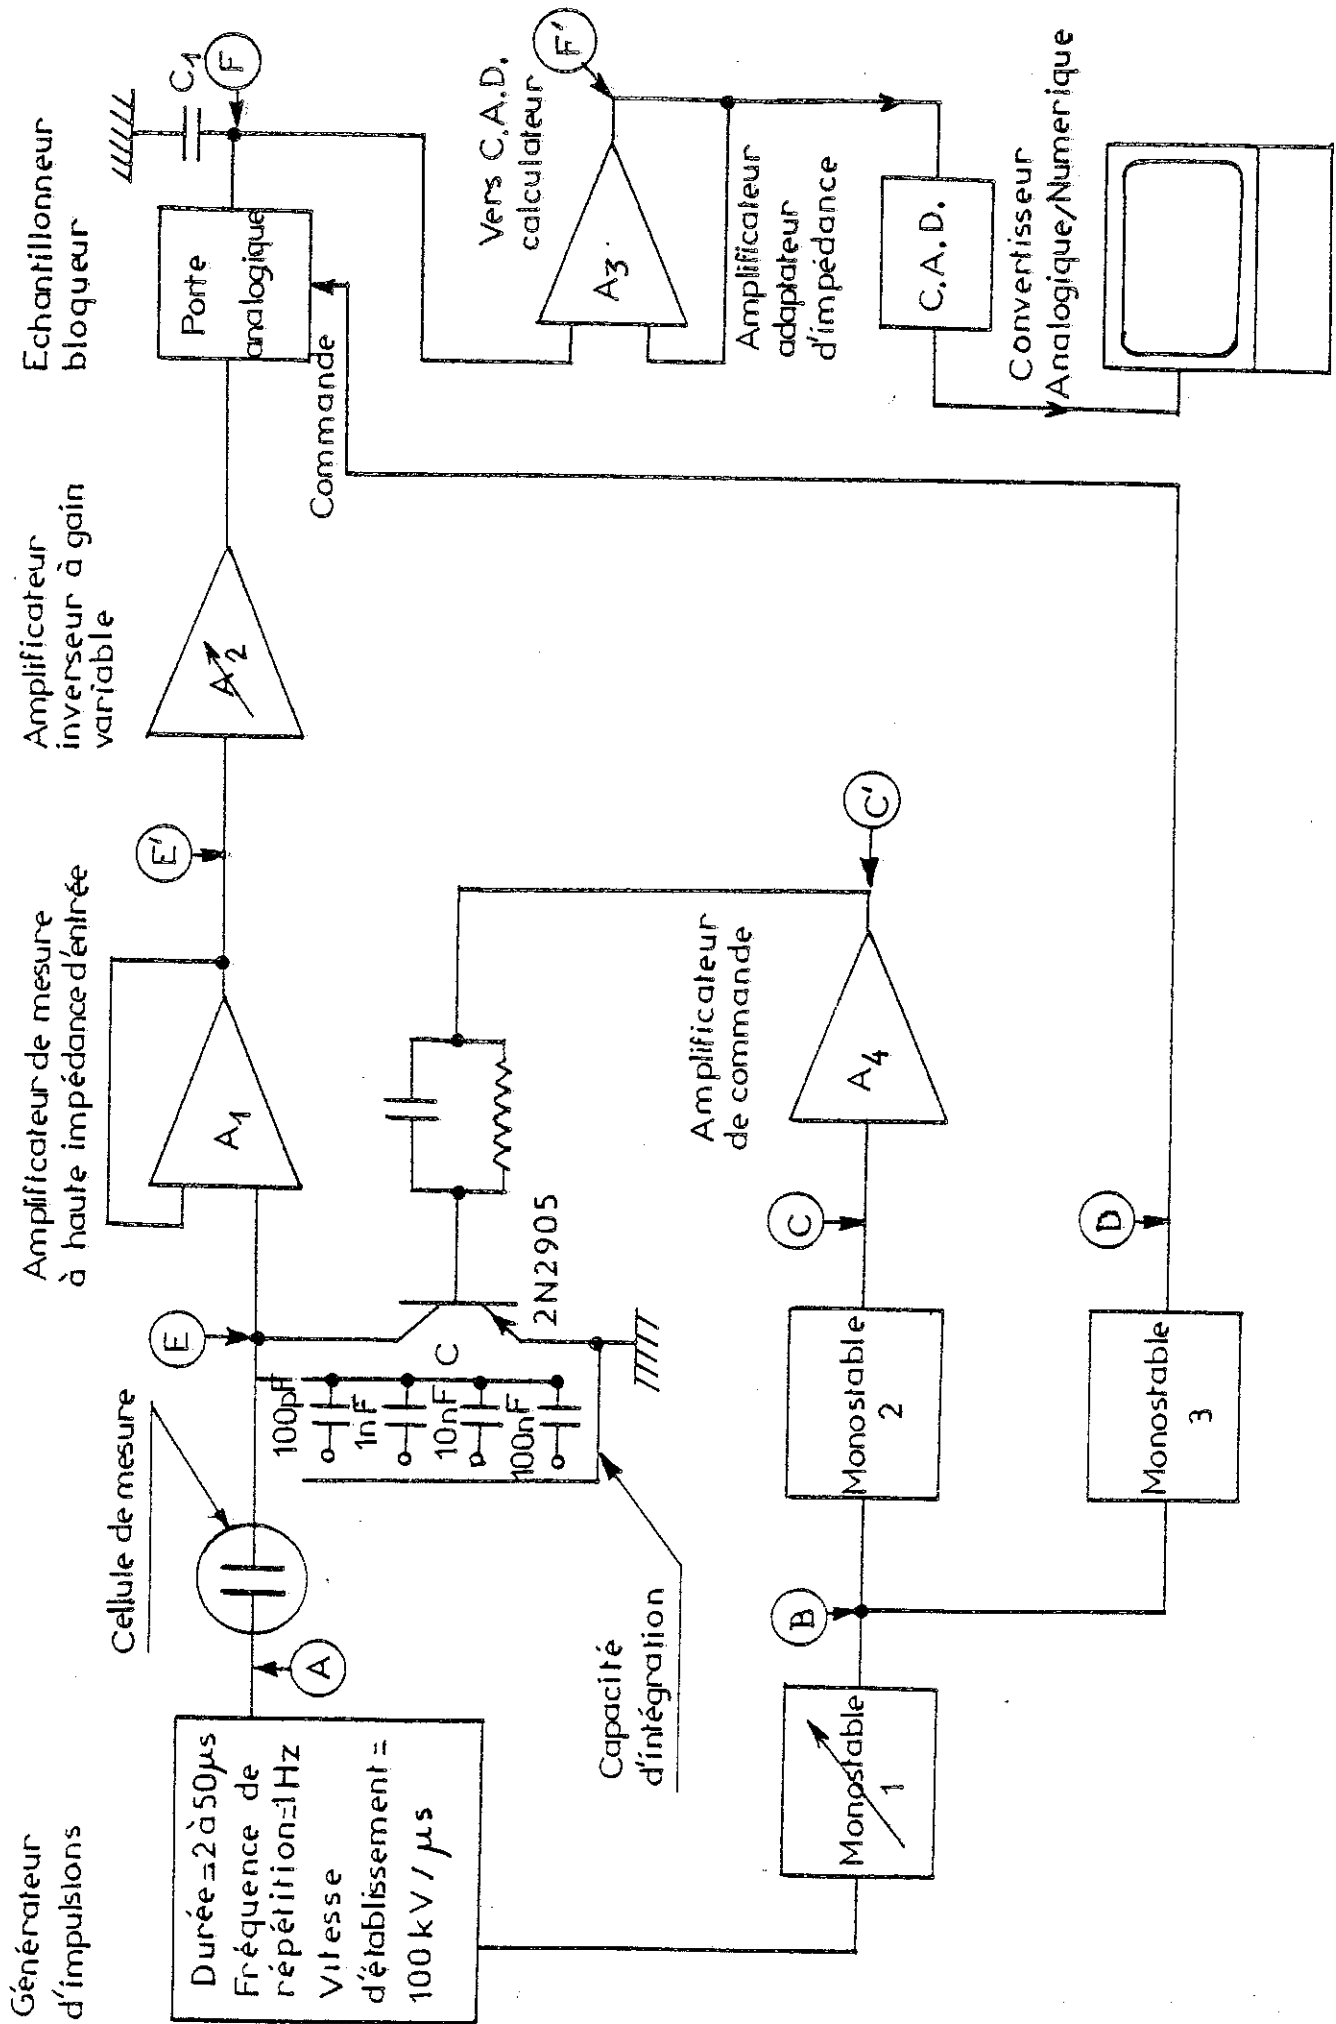 Générateur
d'impulsions
Durée=2 à 50µs
Fréquence de
répétition=1Hz
Vitesse
d'établissement=
100 kV / µs
A
Cellule de mesure
E
100pF
1nF
10nF
100nF
C
2N2905
Capacité
d'intégration
Amplificateur de mesure
à haute impédance d'entrée
A1
E'
Amplificateur
inverseur à gain
variable
A2
Echantillonneur
bloqueur
Porte
analogique
Commande
C1
F
Vers C.A.D.
calculateur
F'
A3
Amplificateur
adaptateur
d'impédance
C.A.D.
Convertisseur
Analogique/Numerique
Monostable
1
B
Monostable
2
C
Amplificateur
de commande
A4
C'
Monostable
3
D